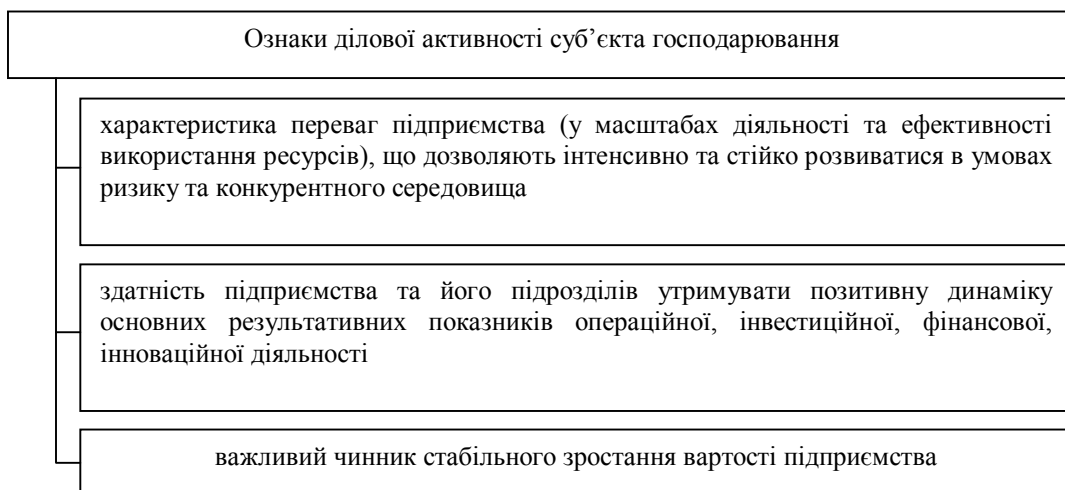 Ознаки ділової активності суб’єкта господарювання
характеристика переваг підприємства (у масштабах діяльності та ефективності
використання ресурсів), що дозволяють інтенсивно та стійко розвиватися в умовах
ризику та конкурентного середовища
здатність підприємства та його підрозділів утримувати позитивну динаміку
основних результативних показників операційної, інвестиційної, фінансової,
інноваційної діяльності
важливий чинник стабільного зростання вартості підприємства